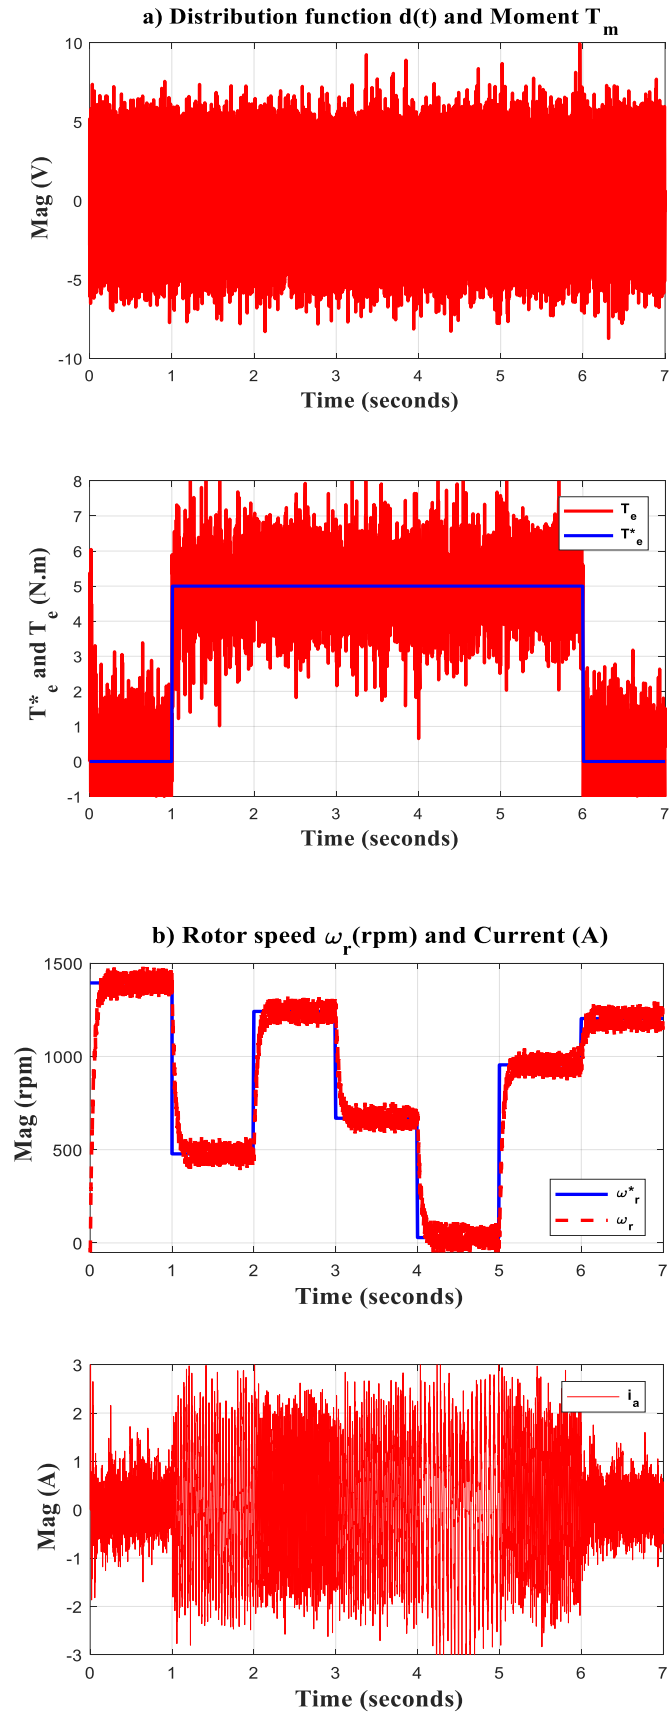 a) Distribution function d(t) and Moment T_m
10
5
0
-5
-10
Mag (V)
0 1 2 3 4 5 6 7
Time (seconds)
8
7
6
5
4
3
2
1
0
-1
T*_e and T_e (N.m)
T_e
T*_e
0 1 2 3 4 5 6 7
Time (seconds)
b) Rotor speed ω_r(rpm) and Current (A)
1500
1000
500
0
Mag (rpm)
ω*_r
ω_r
0 1 2 3 4 5 6 7
Time (seconds)
3
2
1
0
-1
-2
-3
Mag (A)
i_a
0 1 2 3 4 5 6 7
Time (seconds)